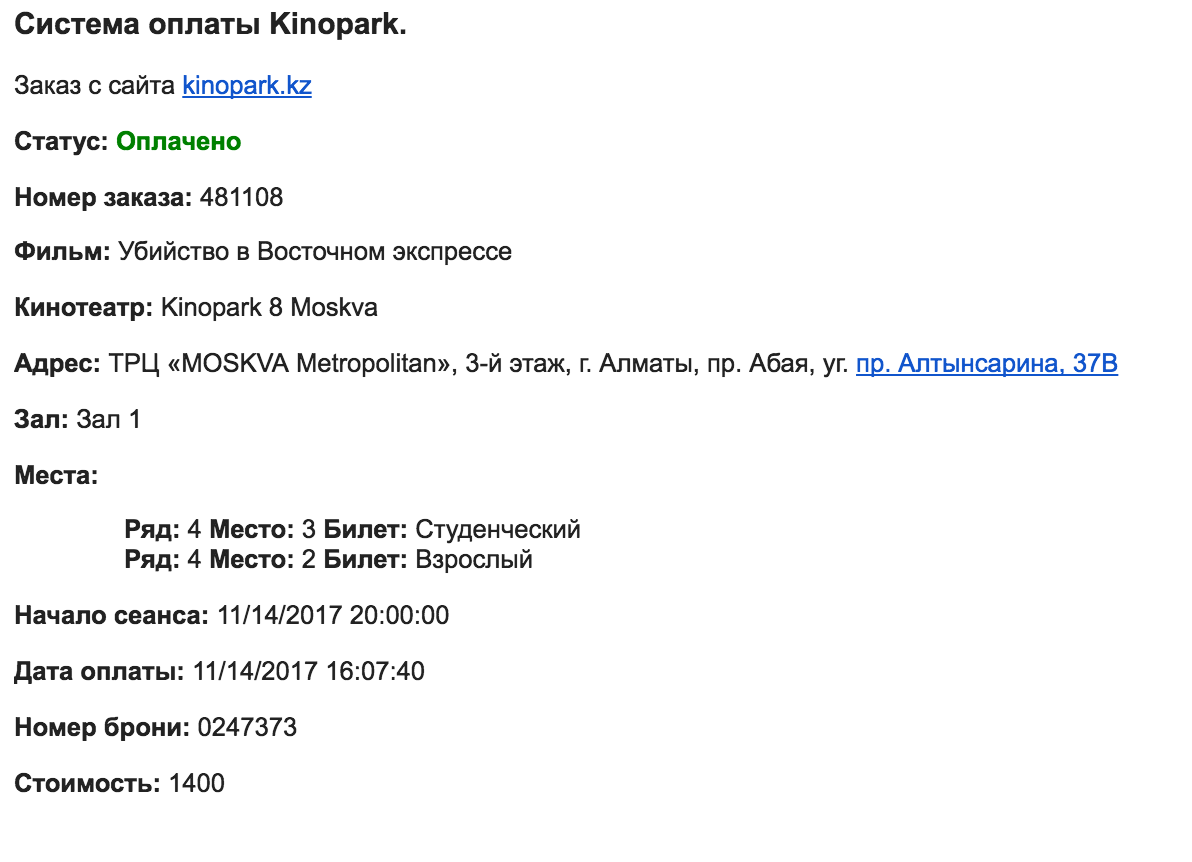 Система оплаты Kinopark.
Заказ с сайта kinopark.kz
Статус: Оплачено
Номер заказа: 481108
Фильм: Убийство в Восточном экспрессе
Кинотеатр: Kinopark 8 Moskva
Адрес: ТРЦ «MOSKVA Metropolitan», 3-й этаж, г. Алматы, пр. Абая, уг. пр. Алтынсарина, 37В
Зал: Зал 1
Места:
Ряд: 4 Место: 3 Билет: Студенческий
Ряд: 4 Место: 2 Билет: Взрослый
Начало сеанса: 11/14/2017 20:00:00
Дата оплаты: 11/14/2017 16:07:40
Номер брони: 0247373
Стоимость: 1400